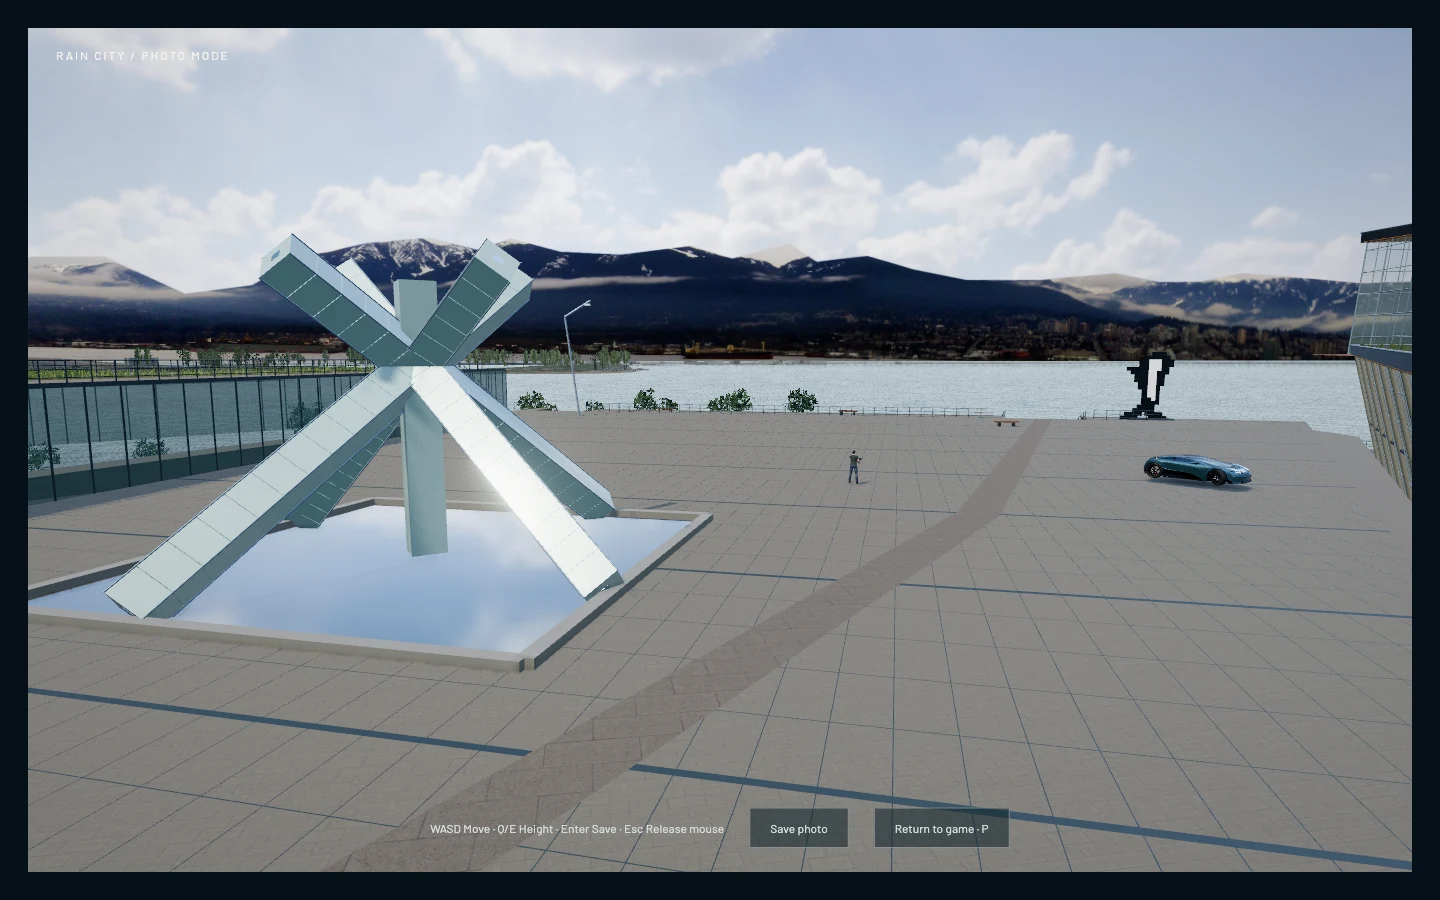 RAIN CITY / PHOTO MODE
WASD Move · Q/E Height · Enter Save · Esc Release mouse
Save photo
Return to game · P